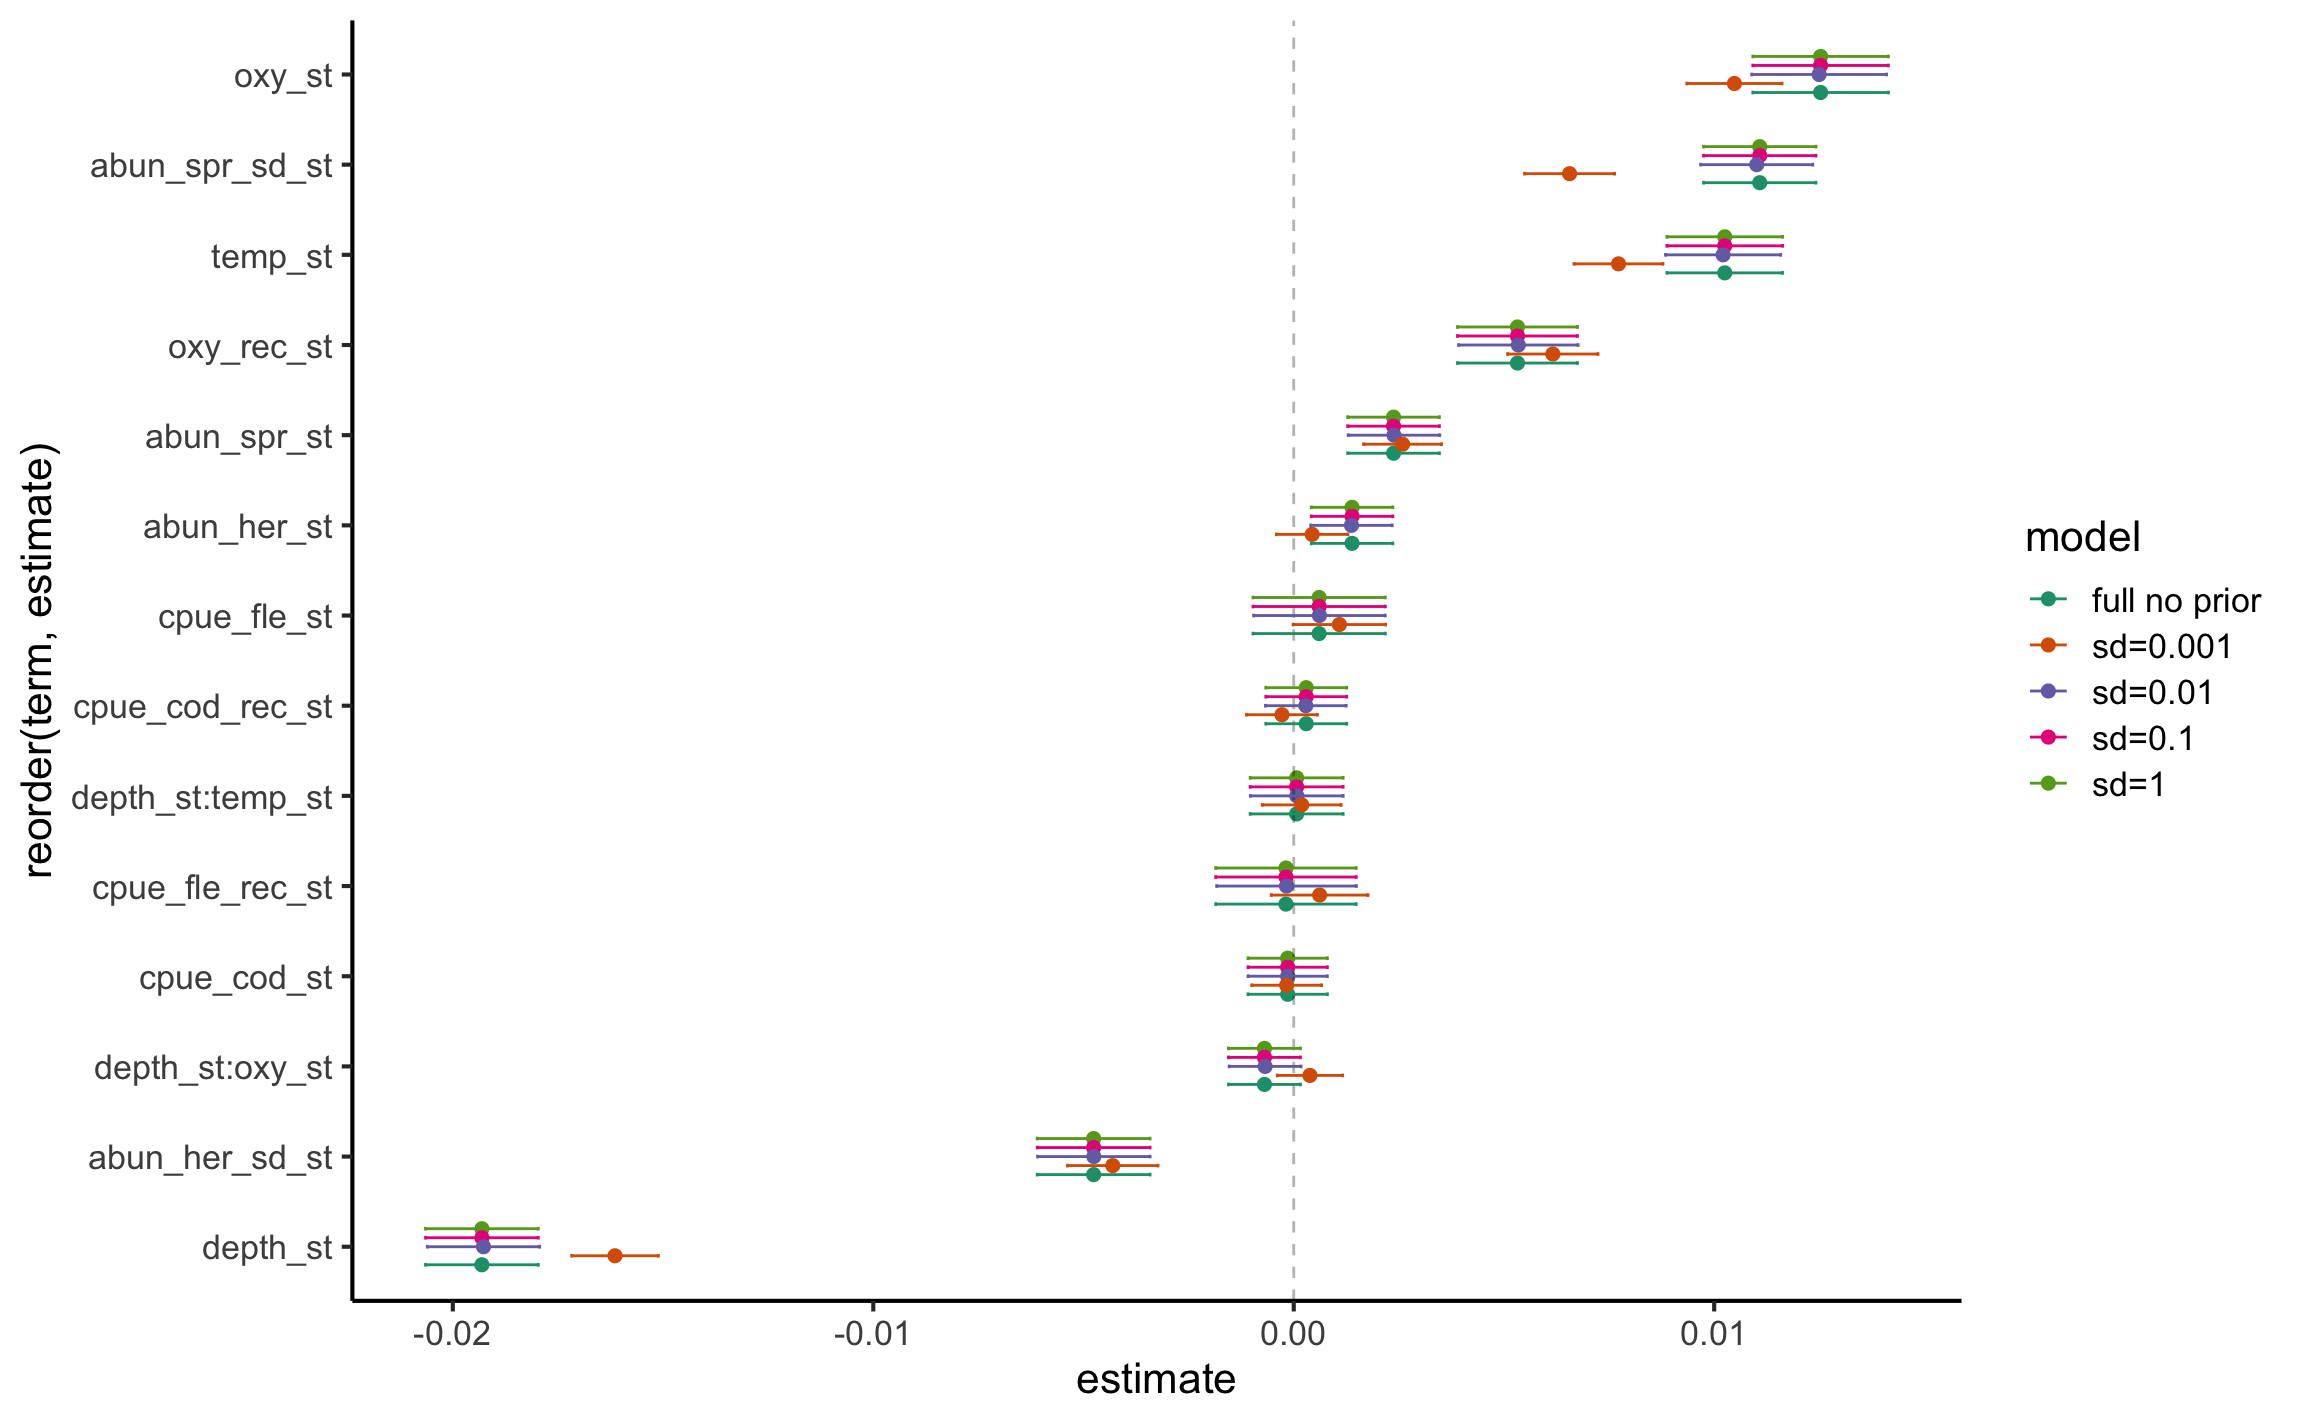 reorder(term, estimate)
oxy_st
abun_spr_sd_st
temp_st
oxy_rec_st
abun_spr_st
abun_her_st
cpue_fle_st
cpue_cod_rec_st
depth_st:temp_st
cpue_fle_rec_st
cpue_cod_st
depth_st:oxy_st
abun_her_sd_st
depth_st
-0.02
-0.01
0.00
0.01
estimate
model
full no prior
sd=0.001
sd=0.01
sd=0.1
sd=1